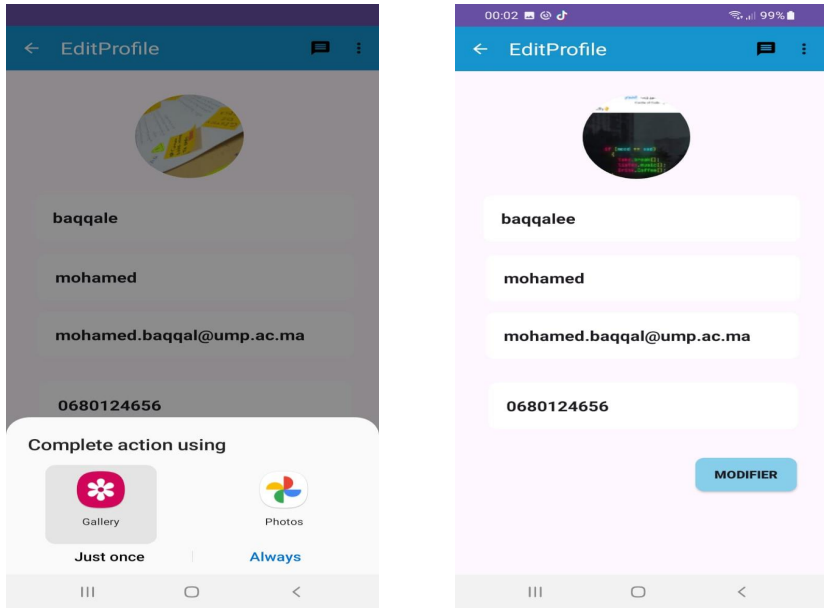 EditProfile
baqqale
mohamed
mohamed.baqqal@ump.ac.ma
0680124656
Complete action using
Gallery
Photos
Just once
Always
00:02
99%
EditProfile
baqqalee
mohamed
mohamed.baqqal@ump.ac.ma
0680124656
MODIFIER